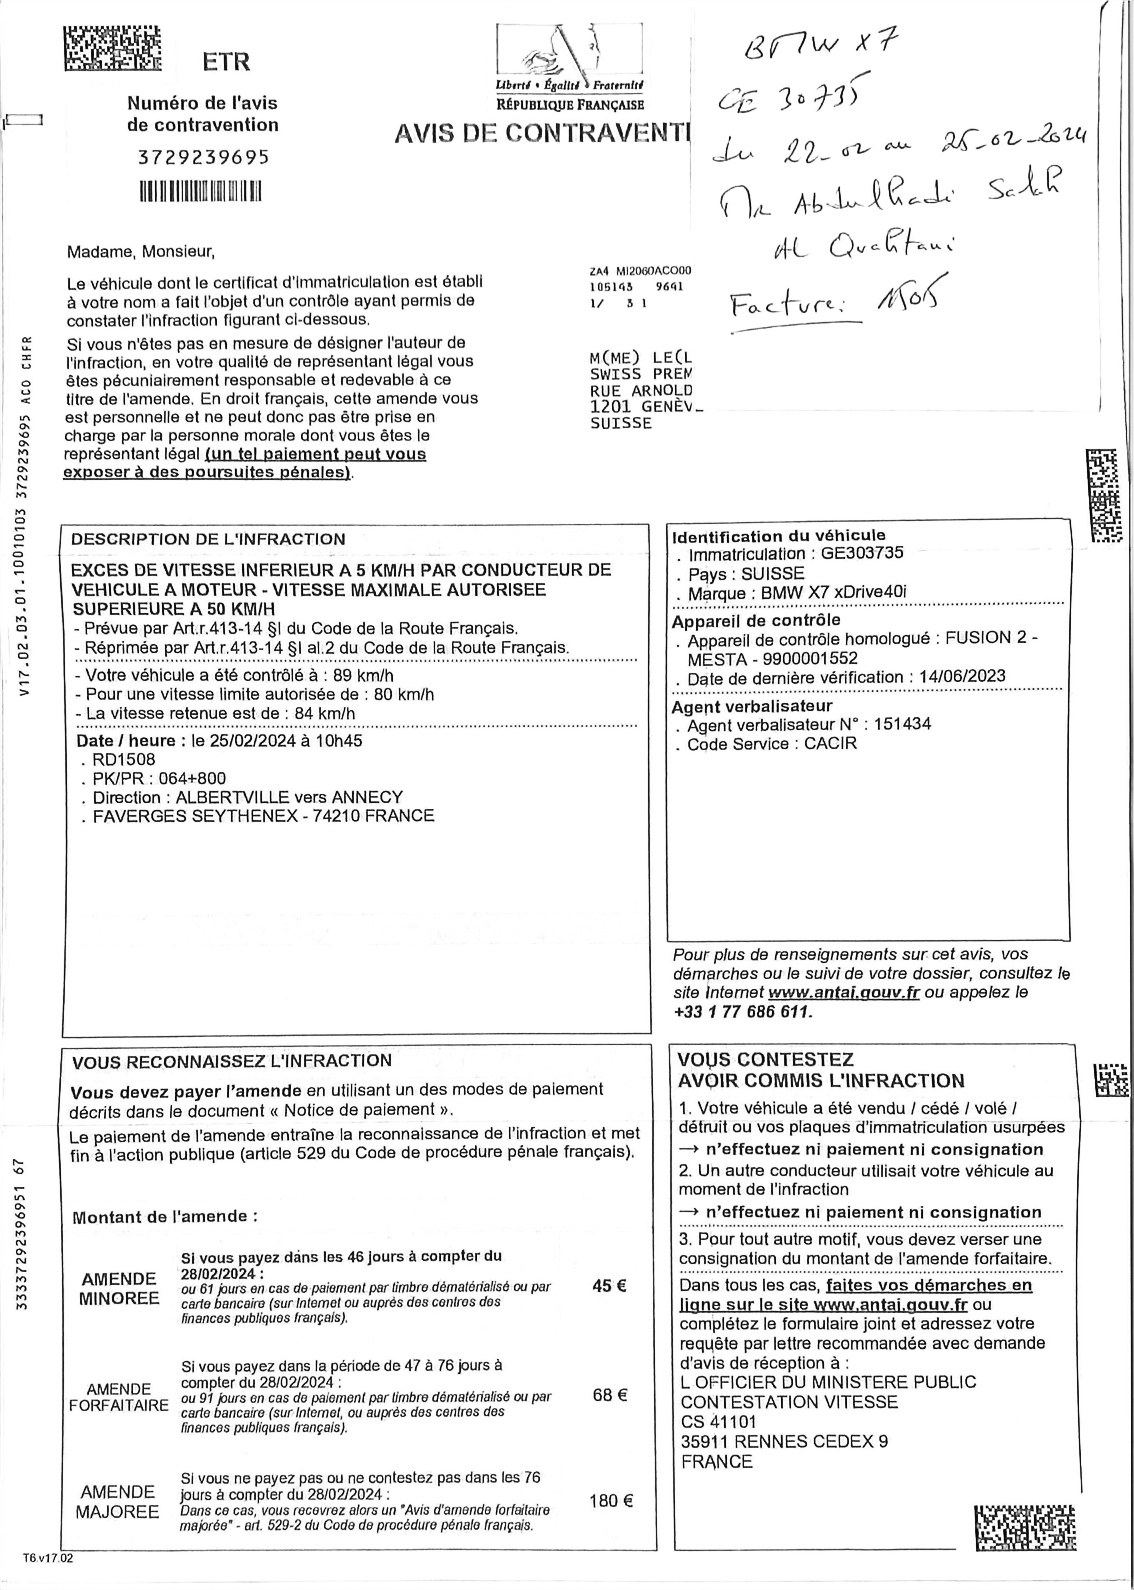 ETR
Numéro de l'avis
de contravention
3729239695
Liberté • Égalité • Fraternité
RÉPUBLIQUE FRANÇAISE
AVIS DE CONTRAVENTI
BMW X7
GE 30735
du 22-02 au 25-02-2024
Mr Abdulhadi Salah
Al Quahtani
Facture: 1505
Madame, Monsieur,
Le véhicule dont le certificat d'immatriculation est établi
à votre nom a fait l'objet d'un contrôle ayant permis de
constater l'infraction figurant ci-dessous.
Si vous n'êtes pas en mesure de désigner l'auteur de
l'infraction, en votre qualité de représentant légal vous
êtes pécuniairement responsable et redevable à ce
titre de l'amende. En droit français, cette amende vous
est personnelle et ne peut donc pas être prise en
charge par la personne morale dont vous êtes le
représentant légal (un tel paiement peut vous
exposer à des poursuites pénales).
ZA4 MI2060ACO00
105143 9641
1/ 3 1
M(ME) LE(L
SWISS PREM
RUE ARNOLD
1201 GENÈV
SUISSE
V17.02.03.01.10010103 3729239695 ACO CHFR
DESCRIPTION DE L'INFRACTION
EXCES DE VITESSE INFERIEUR A 5 KM/H PAR CONDUCTEUR DE
VEHICULE A MOTEUR - VITESSE MAXIMALE AUTORISEE
SUPERIEURE A 50 KM/H
- Prévue par Art.r.413-14 §I du Code de la Route Français.
- Réprimée par Art.r.413-14 §I al.2 du Code de la Route Français.
- Votre véhicule a été contrôlé à : 89 km/h
- Pour une vitesse limite autorisée de : 80 km/h
- La vitesse retenue est de : 84 km/h
Date / heure : le 25/02/2024 à 10h45
. RD1508
. PK/PR : 064+800
. Direction : ALBERTVILLE vers ANNECY
. FAVERGES SEYTHENEX - 74210 FRANCE
Identification du véhicule
. Immatriculation : GE303735
. Pays : SUISSE
. Marque : BMW X7 xDrive40i
Appareil de contrôle
. Appareil de contrôle homologué : FUSION 2 -
MESTA - 9900001552
. Date de dernière vérification : 14/06/2023
Agent verbalisateur
. Agent verbalisateur N° : 151434
. Code Service : CACIR
Pour plus de renseignements sur cet avis, vos
démarches ou le suivi de votre dossier, consultez le
site Internet www.antai.gouv.fr ou appelez le
+33 1 77 686 611.
VOUS RECONNAISSEZ L'INFRACTION
Vous devez payer l'amende en utilisant un des modes de paiement
décrits dans le document « Notice de paiement ».
Le paiement de l'amende entraîne la reconnaissance de l'infraction et met
fin à l'action publique (article 529 du Code de procédure pénale français).
Montant de l'amende :
AMENDE
MINOREE
Si vous payez dans les 46 jours à compter du
28/02/2024 :
ou 61 jours en cas de paiement par timbre dématérialisé ou par
carte bancaire (sur Internet ou auprès des centres des
finances publiques français).
45 €
AMENDE
FORFAITAIRE
Si vous payez dans la période de 47 à 76 jours à
compter du 28/02/2024 :
ou 91 jours en cas de paiement par timbre dématérialisé ou par
carte bancaire (sur Internet, ou auprès des centres des
finances publiques français).
68 €
AMENDE
MAJOREE
Si vous ne payez pas ou ne contestez pas dans les 76
jours à compter du 28/02/2024 :
Dans ce cas, vous recevrez alors un "Avis d'amende forfaitaire
majorée" - art. 529-2 du Code de procédure pénale français.
180 €
VOUS CONTESTEZ
AVOIR COMMIS L'INFRACTION
1. Votre véhicule a été vendu / cédé / volé /
détruit ou vos plaques d'immatriculation usurpées
→ n'effectuez ni paiement ni consignation
2. Un autre conducteur utilisait votre véhicule au
moment de l'infraction
→ n'effectuez ni paiement ni consignation
3. Pour tout autre motif, vous devez verser une
consignation du montant de l'amende forfaitaire.
Dans tous les cas, faites vos démarches en
ligne sur le site www.antai.gouv.fr ou
complétez le formulaire joint et adressez votre
requête par lettre recommandée avec demande
d'avis de réception à :
L OFFICIER DU MINISTERE PUBLIC
CONTESTATION VITESSE
CS 41101
35911 RENNES CEDEX 9
FRANCE
33337292396951 67
T6.v17.02